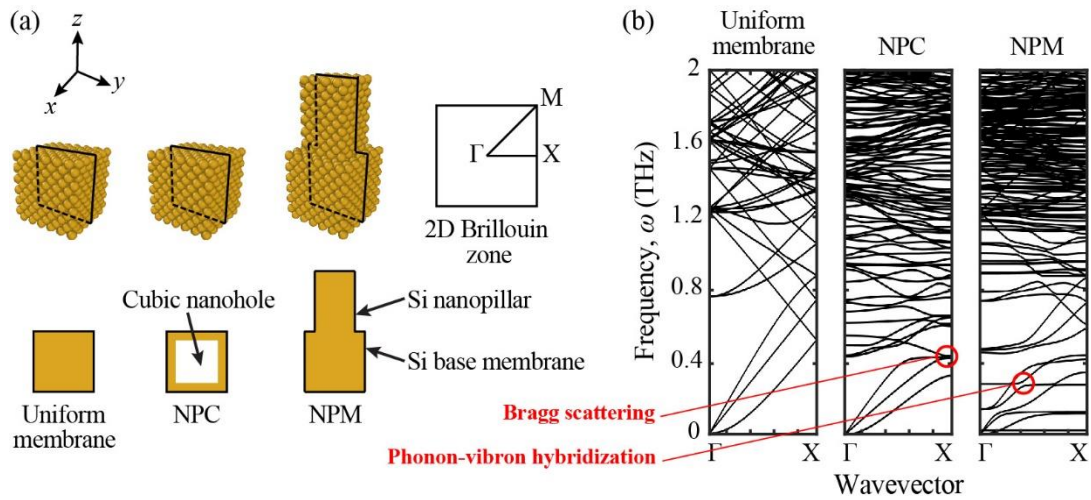 (a)
z
y
x
M
Γ
X
2D Brillouin
zone
Cubic nanohole
Si nanopillar
Si base membrane
Uniform
membrane
NPC
NPM
(b)
Uniform
membrane
NPC
NPM
Frequency, ω (THz)
2
1.6
1.2
0.8
0.4
0
Bragg scattering
Phonon-vibron hybridization
Γ
X
Γ
X
Γ
X
Wavevector